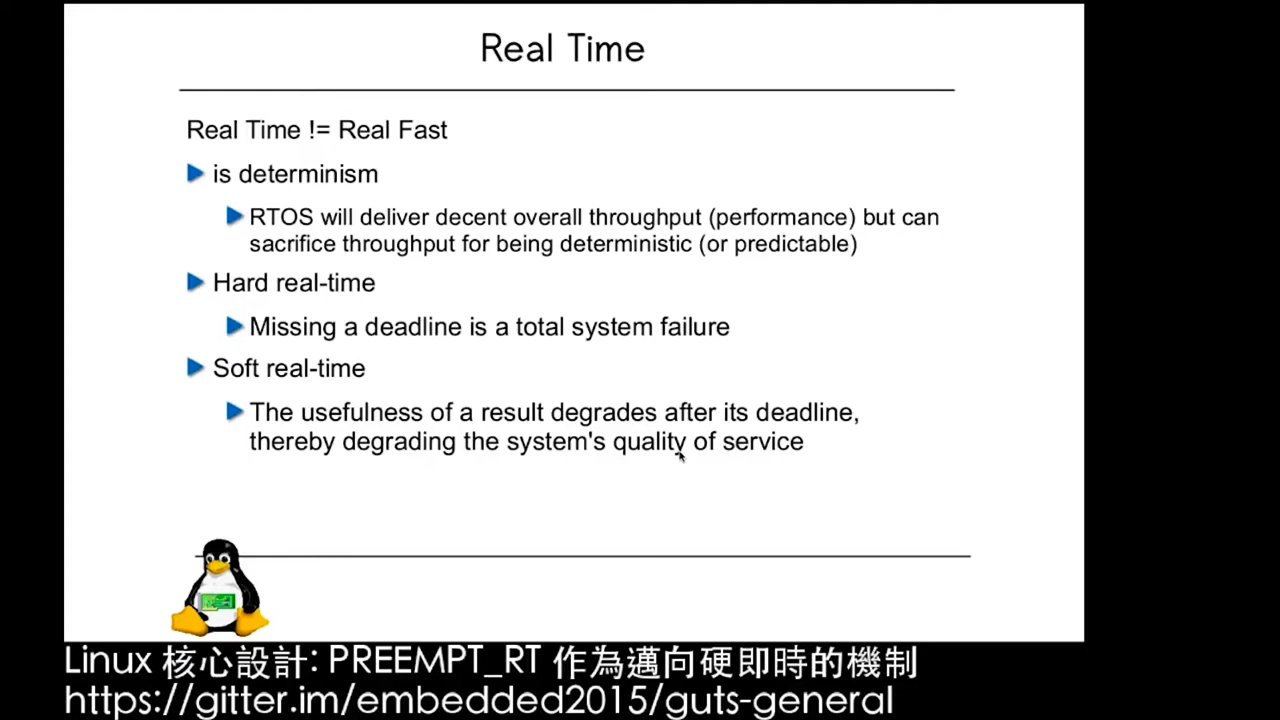 Real Time
Real Time != Real Fast
is determinism
RTOS will deliver decent overall throughput (performance) but can
sacrifice throughput for being deterministic (or predictable)
Hard real-time
Missing a deadline is a total system failure
Soft real-time
The usefulness of a result degrades after its deadline,
thereby degrading the system's quality of service
Linux 核心設計: PREEMPT_RT 作為邁向硬即時的機制
https://gitter.im/embedded2015/guts-general